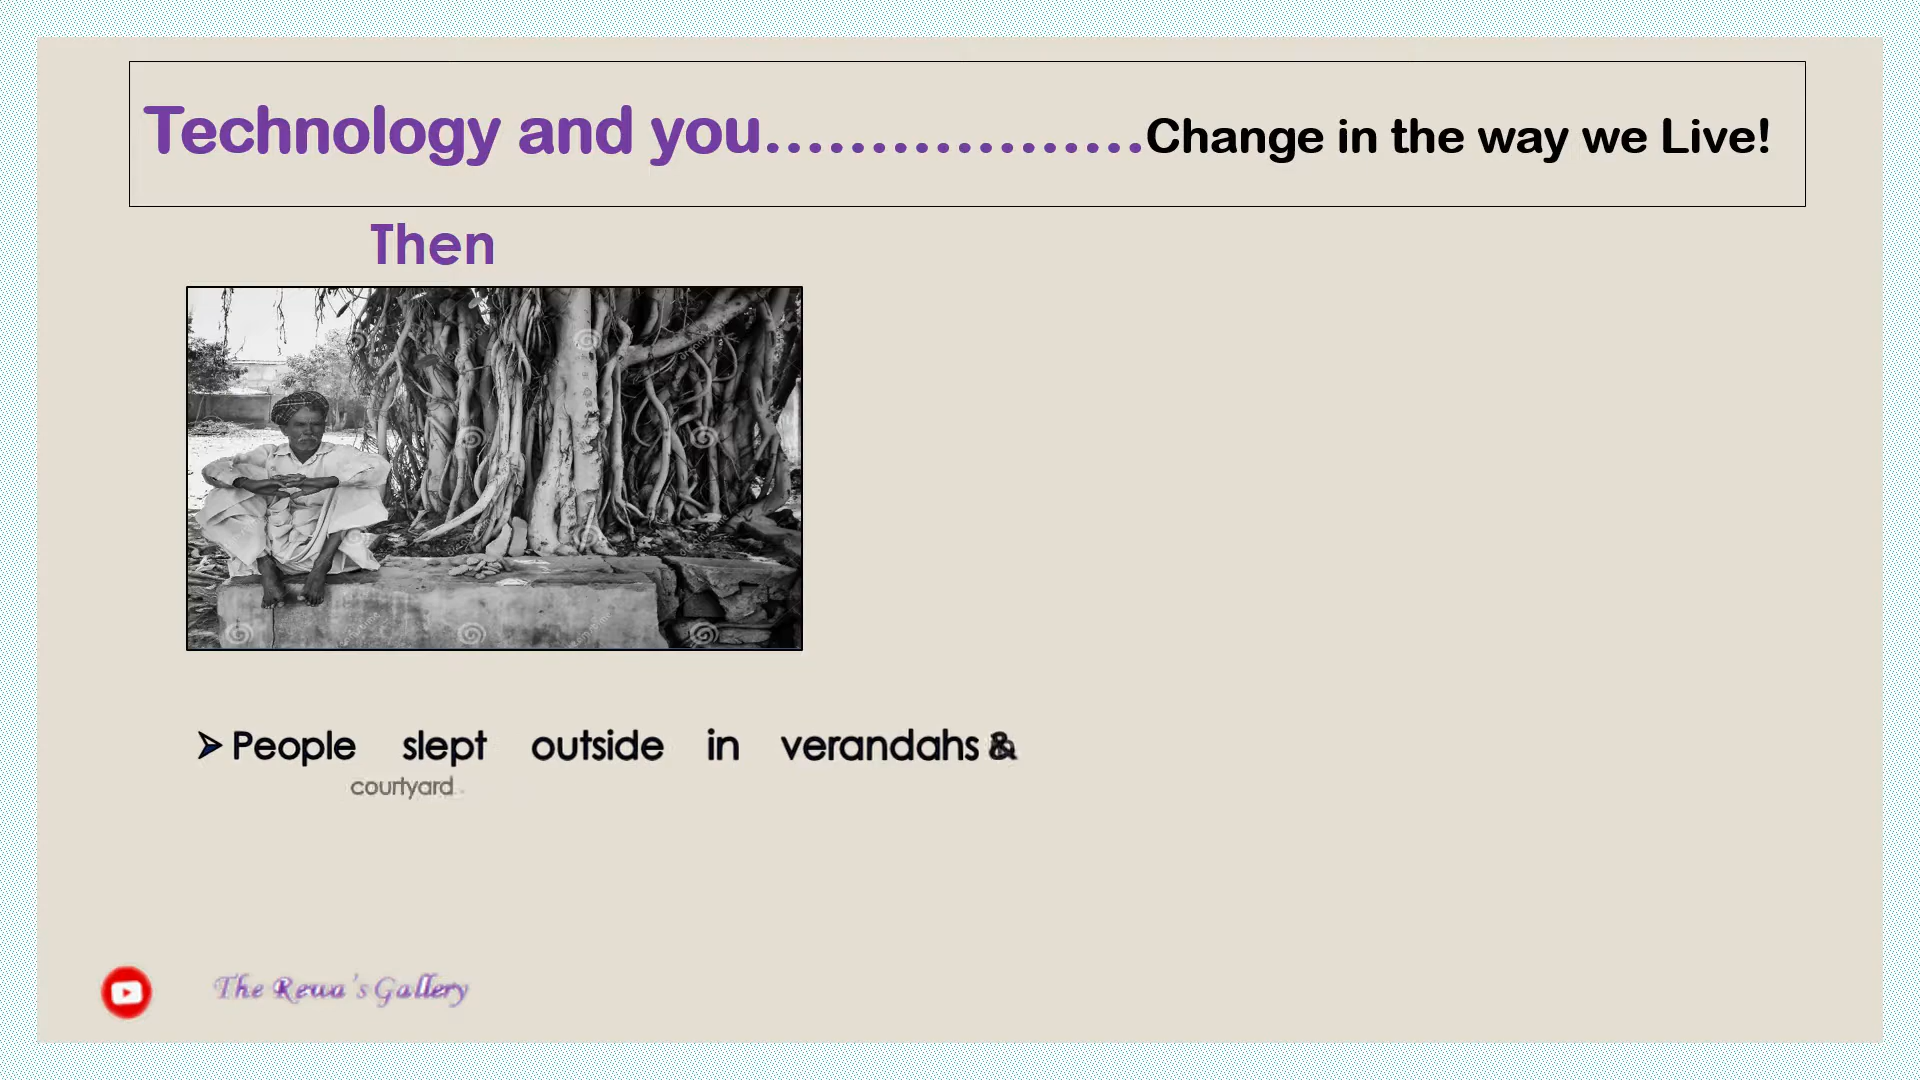 Technology and you..................Change in the way we Live!
Then
➢ People slept outside in verandahs &
courtyard
The Rewa's Gallery